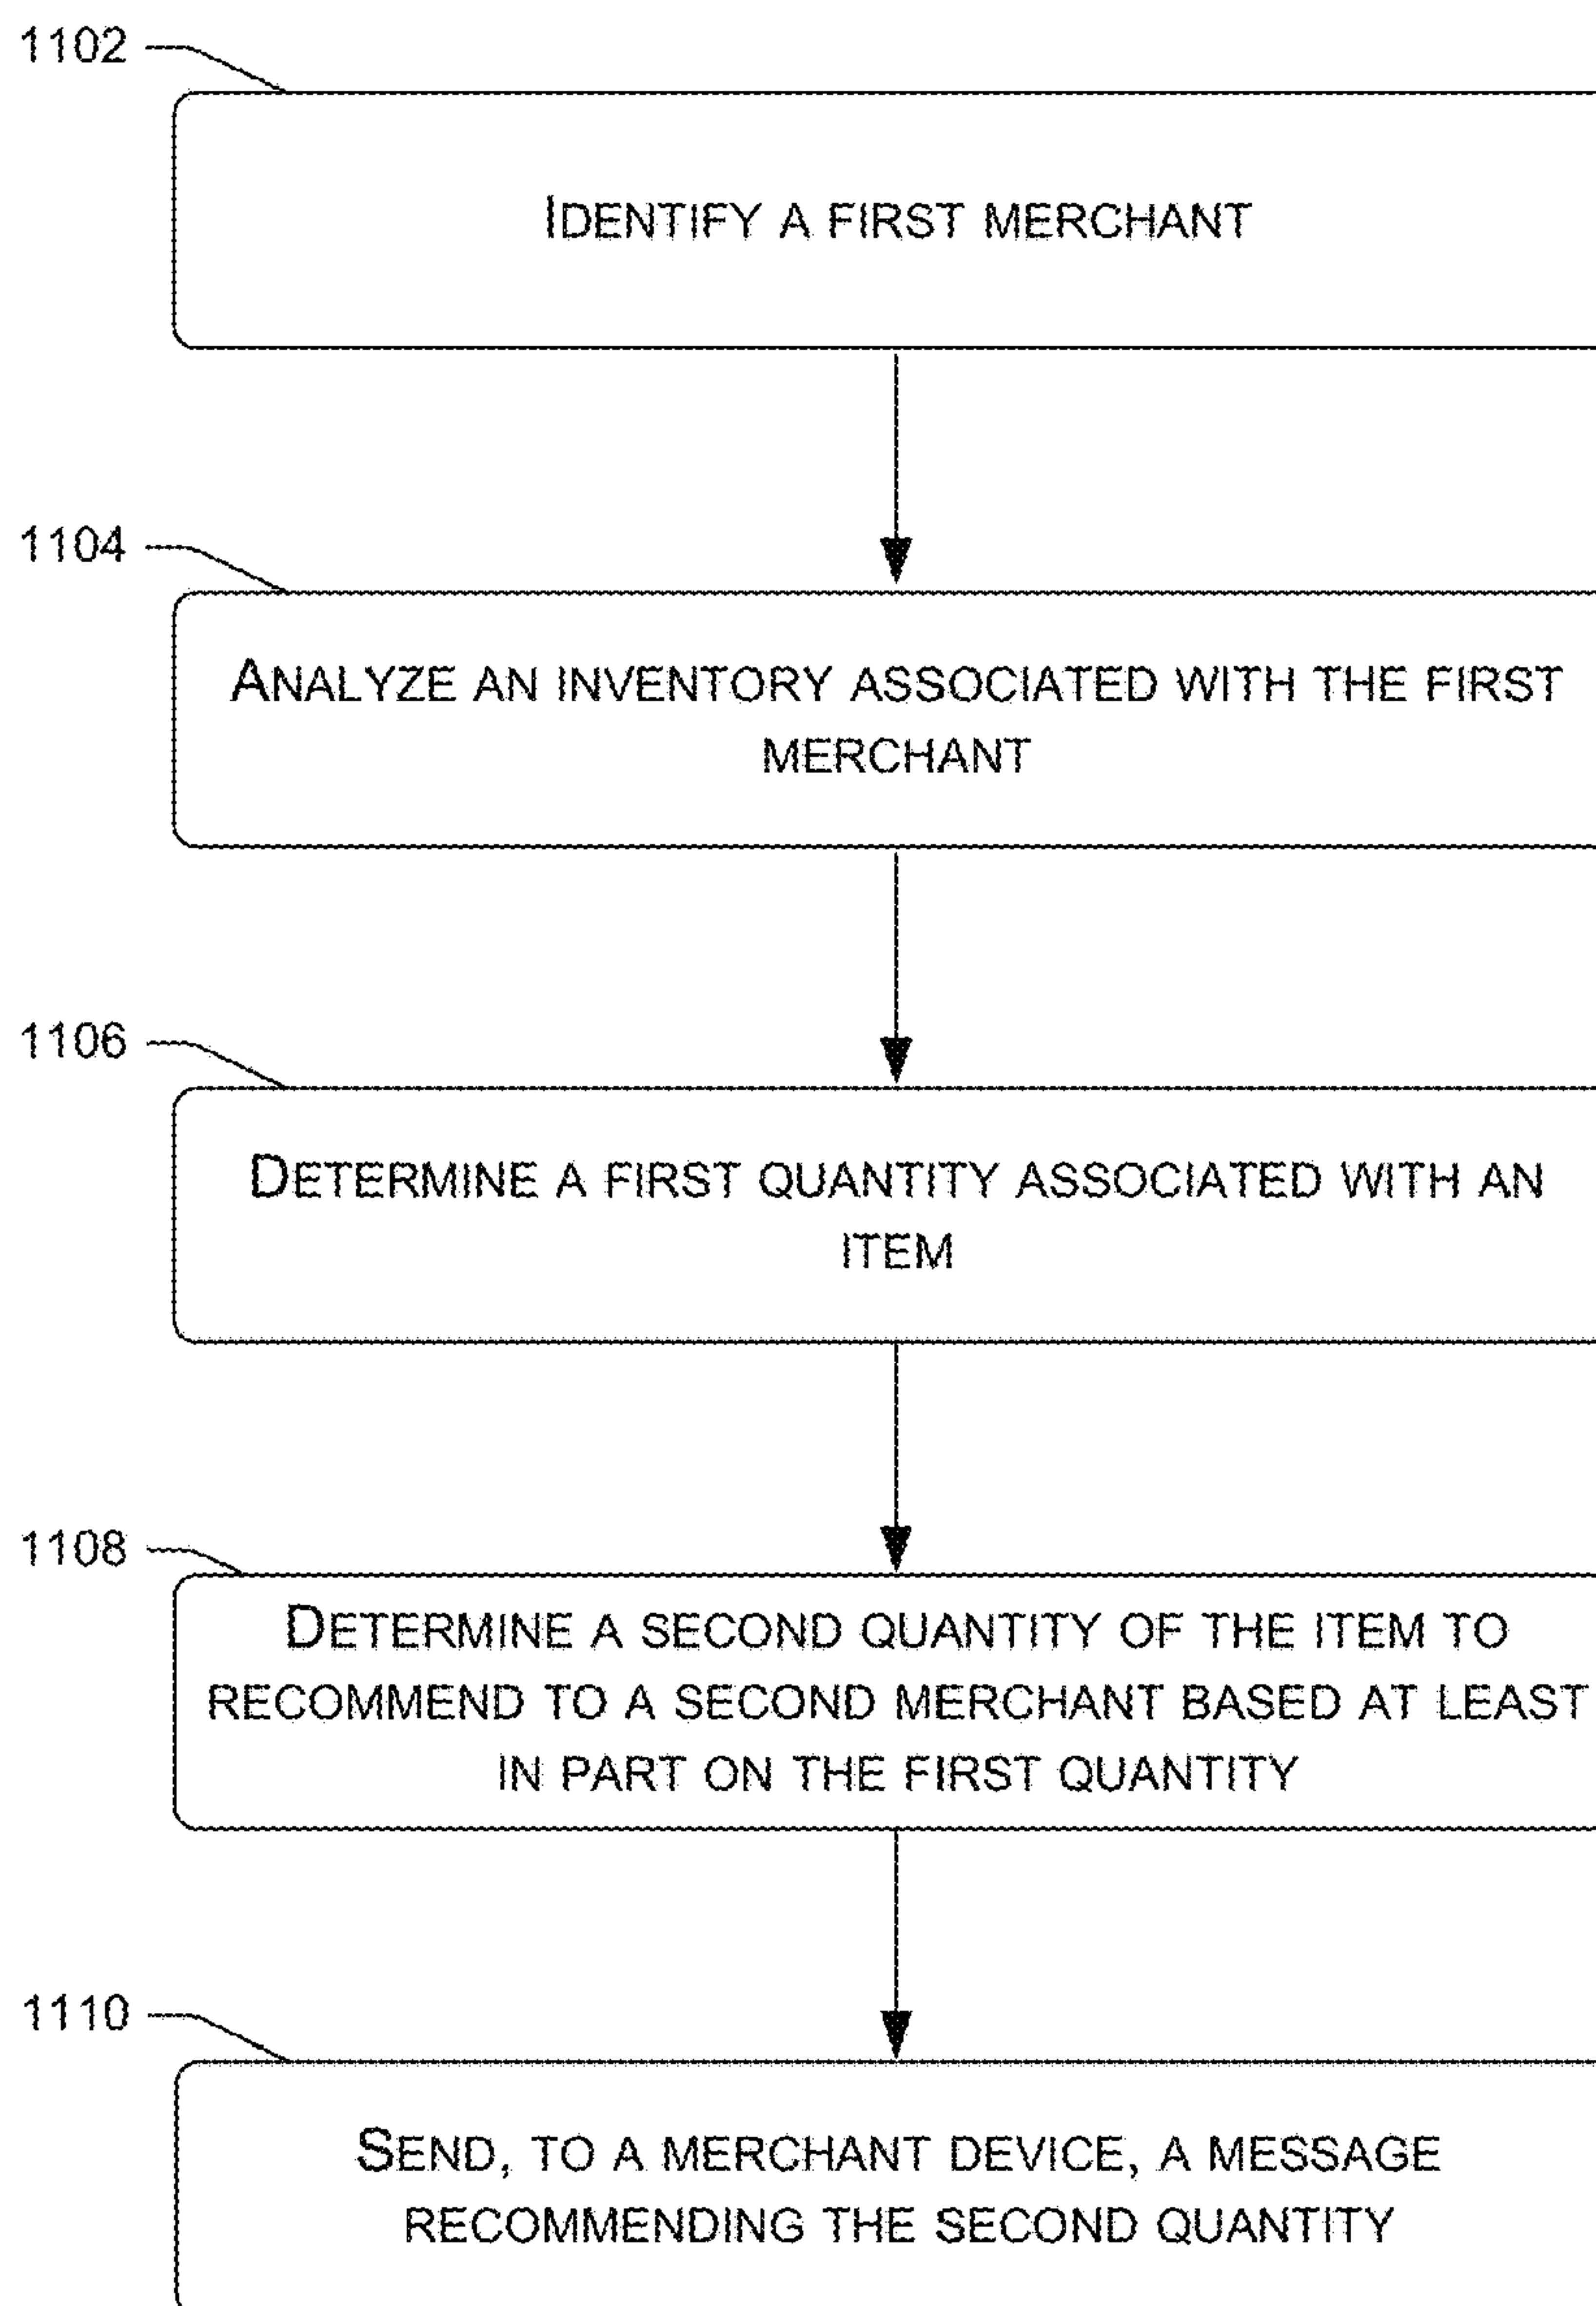 1102
IDENTIFY A FIRST MERCHANT
1104
ANALYZE AN INVENTORY ASSOCIATED WITH THE FIRST
MERCHANT
1106
DETERMINE A FIRST QUANTITY ASSOCIATED WITH AN
ITEM
1108
DETERMINE A SECOND QUANTITY OF THE ITEM TO
RECOMMEND TO A SECOND MERCHANT BASED AT LEAST
IN PART ON THE FIRST QUANTITY
1110
SEND, TO A MERCHANT DEVICE, A MESSAGE
RECOMMENDING THE SECOND QUANTITY